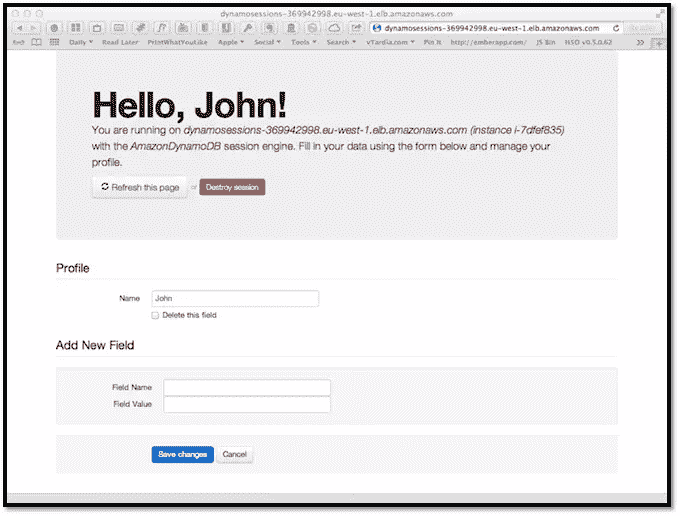 dynamosessions-369942998.eu-west-1.elb.amazonaws.com
dynamosessions-369942998.eu-west-1.elb.amazonaws.com
Daily Read Later PrintWhatYouLike Apple Social Tools Search vTardia.com Pin It http://emberapp.com/ JS Bin NSD v0.5.0.62
Hello, John!
You are running on dynamosessions-369942998.eu-west-1.elb.amazonaws.com (instance i-7dfef835)
with the AmazonDynamoDB session engine. Fill in your data using the form below and manage your
profile.
Refresh this page or Destroy session
Profile
Name John
Delete this field
Add New Field
Field Name
Field Value
Save changes Cancel